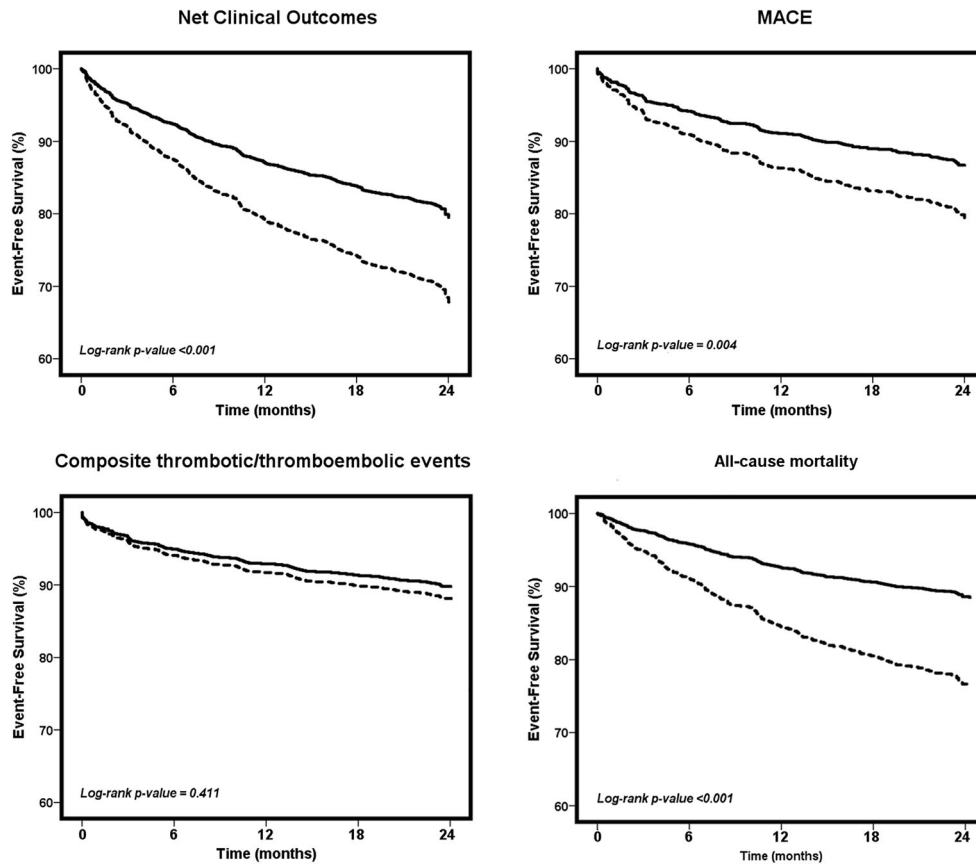 Net Clinical Outcomes
Event-Free Survival (%)
100
90
80
70
60
Log-rank p-value <0.001
0 6 12 18 24
Time (months)
MACE
Event-Free Survival (%)
100
90
80
70
60
Log-rank p-value = 0.004
0 6 12 18 24
Time (months)
Composite thrombotic/thromboembolic events
Event-Free Survival (%)
100
90
80
70
60
Log-rank p-value = 0.411
0 6 12 18 24
Time (months)
All-cause mortality
Event-Free Survival (%)
100
90
80
70
60
Log-rank p-value <0.001
0 6 12 18 24
Time (months)